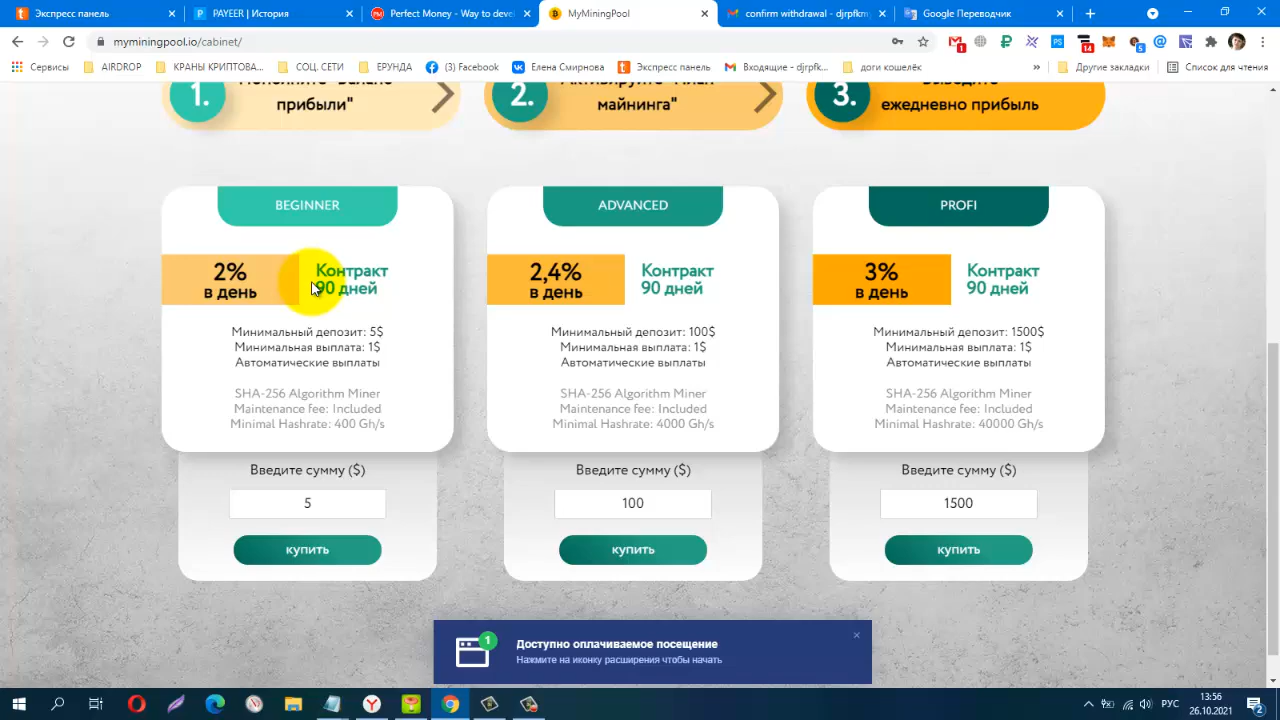 PAYEER | История
Perfect Money - Way to deve
MyMiningPool
confirm withdrawal - djrpfkmr
Google Переводчик
Экспресс панель
myminingpool.io/cabinet/
Сервисы
AIRDROP
КРАНЫ КРИПТОВА...
СОЦ. СЕТИ
ЕРУНДА
(3) Facebook
Елена Смирнова
Экспресс панель
Входящие - djrpfk...
доги кошелёк
»
Другие закладки
Список для чтения
1.
прибыли"
2.
майнинга"
3.
ежедневно прибыль
BEGINNER
2%
в день
Контракт
90 дней
Минимальный депозит: 5$
Минимальная выплата: 1$
Автоматические выплаты
SHA-256 Algorithm Miner
Maintenance fee: Included
Minimal Hashrate: 400 Gh/s
Введите сумму ($)
5
купить
ADVANCED
2,4%
в день
Контракт
90 дней
Минимальный депозит: 100$
Минимальная выплата: 1$
Автоматические выплаты
SHA-256 Algorithm Miner
Maintenance fee: Included
Minimal Hashrate: 4000 Gh/s
Введите сумму ($)
100
купить
PROFI
3%
в день
Контракт
90 дней
Минимальный депозит: 1500$
Минимальная выплата: 1$
Автоматические выплаты
SHA-256 Algorithm Miner
Maintenance fee: Included
Minimal Hashrate: 40000 Gh/s
Введите сумму ($)
1500
купить
1
Доступно оплачиваемое посещение
Нажмите на иконку расширения чтобы начать
РУС
13:56
26.10.2021